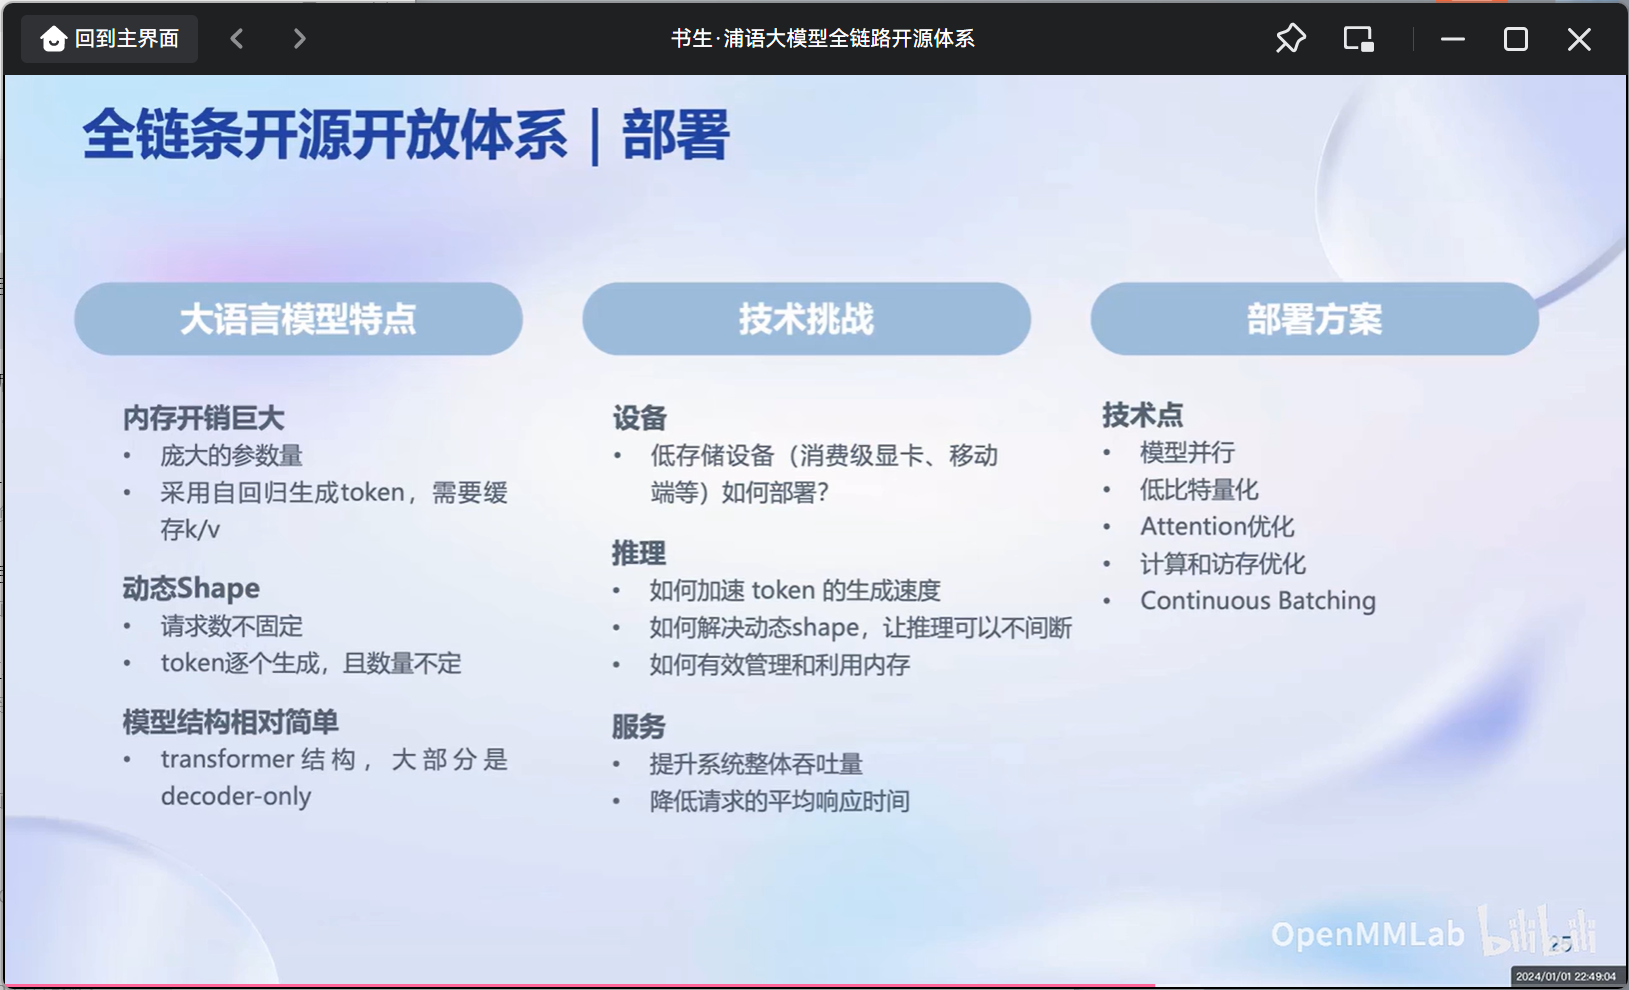 回到主界面
书生·浦语大模型全链路开源体系
全链条开源开放体系｜部署
大语言模型特点
内存开销巨大
• 庞大的参数量
• 采用自回归生成token，需要缓
存k/v
动态Shape
• 请求数不固定
• token逐个生成，且数量不定
模型结构相对简单
• transformer结构，大部分是
decoder-only
技术挑战
设备
• 低存储设备（消费级显卡、移动
端等）如何部署？
推理
• 如何加速 token 的生成速度
• 如何解决动态shape，让推理可以不间断
• 如何有效管理和利用内存
服务
• 提升系统整体吞吐量
• 降低请求的平均响应时间
部署方案
技术点
• 模型并行
• 低比特量化
• Attention优化
• 计算和访存优化
• Continuous Batching
OpenMMLab bilibili
25
2024/01/01 22:49:04